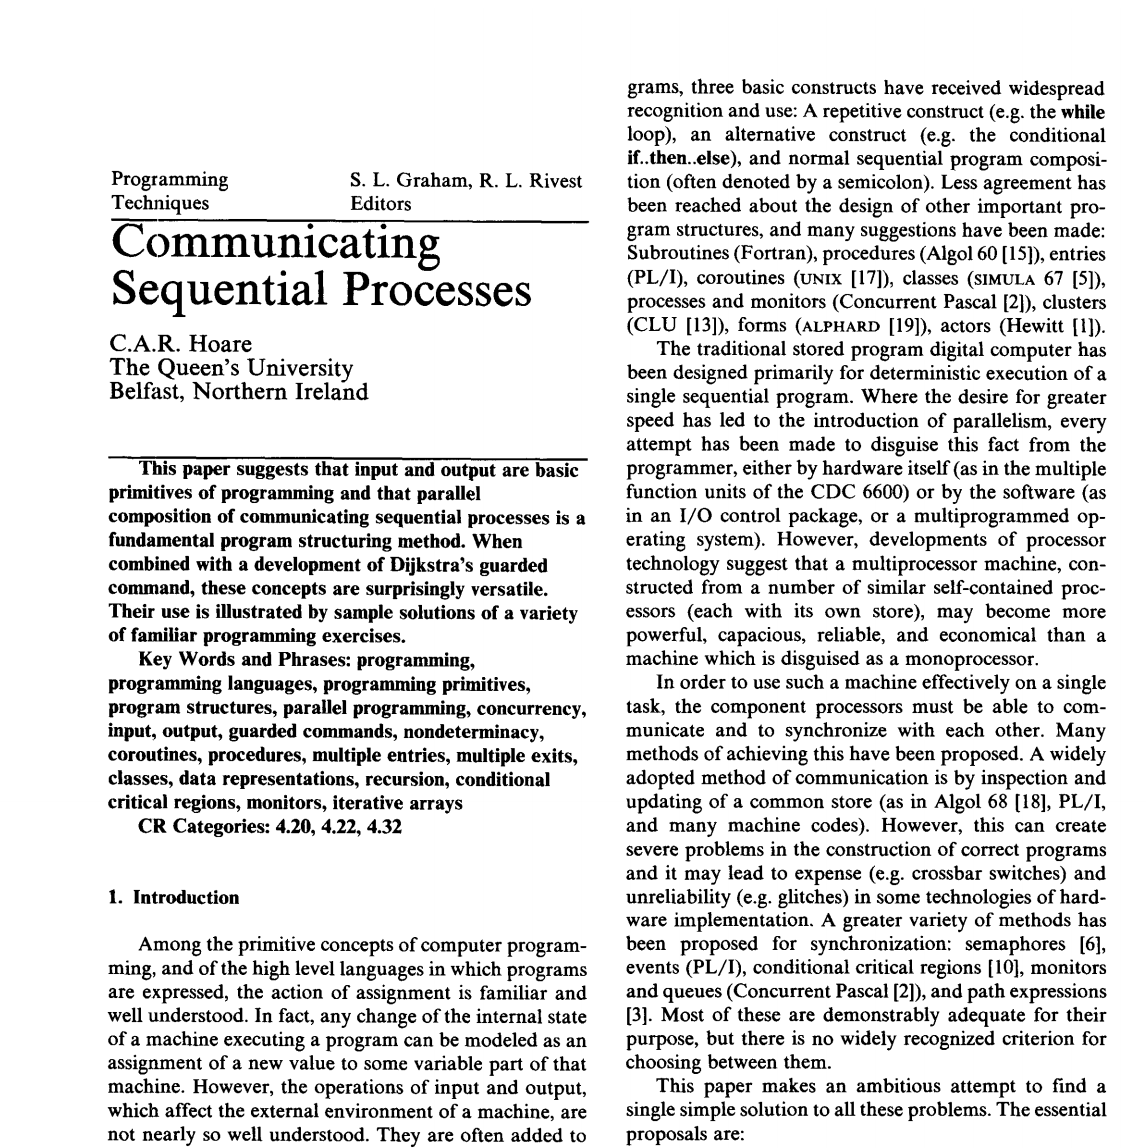 Programming
Techniques
S. L. Graham, R. L. Rivest
Editors
Communicating
Sequential Processes
C.A.R. Hoare
The Queen's University
Belfast, Northern Ireland
This paper suggests that input and output are basic
primitives of programming and that parallel
composition of communicating sequential processes is a
fundamental program structuring method. When
combined with a development of Dijkstra's guarded
command, these concepts are surprisingly versatile.
Their use is illustrated by sample solutions of a variety
of familiar programming exercises.
Key Words and Phrases: programming,
programming languages, programming primitives,
program structures, parallel programming, concurrency,
input, output, guarded commands, nondeterminacy,
coroutines, procedures, multiple entries, multiple exits,
classes, data representations, recursion, conditional
critical regions, monitors, iterative arrays
CR Categories: 4.20, 4.22, 4.32
1. Introduction
Among the primitive concepts of computer program-
ming, and of the high level languages in which programs
are expressed, the action of assignment is familiar and
well understood. In fact, any change of the internal state
of a machine executing a program can be modeled as an
assignment of a new value to some variable part of that
machine. However, the operations of input and output,
which affect the external environment of a machine, are
not nearly so well understood. They are often added to
grams, three basic constructs have received widespread
recognition and use: A repetitive construct (e.g. the while
loop), an alternative construct (e.g. the conditional
if..then..else), and normal sequential program composi-
tion (often denoted by a semicolon). Less agreement has
been reached about the design of other important pro-
gram structures, and many suggestions have been made:
Subroutines (Fortran), procedures (Algol 60 [15]), entries
(PL/I), coroutines (UNIX [17]), classes (SIMULA 67 [5]),
processes and monitors (Concurrent Pascal [2]), clusters
(CLU [13]), forms (ALPHARD [19]), actors (Hewitt [1]).
The traditional stored program digital computer has
been designed primarily for deterministic execution of a
single sequential program. Where the desire for greater
speed has led to the introduction of parallelism, every
attempt has been made to disguise this fact from the
programmer, either by hardware itself (as in the multiple
function units of the CDC 6600) or by the software (as
in an I/O control package, or a multiprogrammed op-
erating system). However, developments of processor
technology suggest that a multiprocessor machine, con-
structed from a number of similar self-contained proc-
essors (each with its own store), may become more
powerful, capacious, reliable, and economical than a
machine which is disguised as a monoprocessor.
In order to use such a machine effectively on a single
task, the component processors must be able to com-
municate and to synchronize with each other. Many
methods of achieving this have been proposed. A widely
adopted method of communication is by inspection and
updating of a common store (as in Algol 68 [18], PL/I,
and many machine codes). However, this can create
severe problems in the construction of correct programs
and it may lead to expense (e.g. crossbar switches) and
unreliability (e.g. glitches) in some technologies of hard-
ware implementation. A greater variety of methods has
been proposed for synchronization: semaphores [6],
events (PL/I), conditional critical regions [10], monitors
and queues (Concurrent Pascal [2]), and path expressions
[3]. Most of these are demonstrably adequate for their
purpose, but there is no widely recognized criterion for
choosing between them.
This paper makes an ambitious attempt to find a
single simple solution to all these problems. The essential
proposals are: